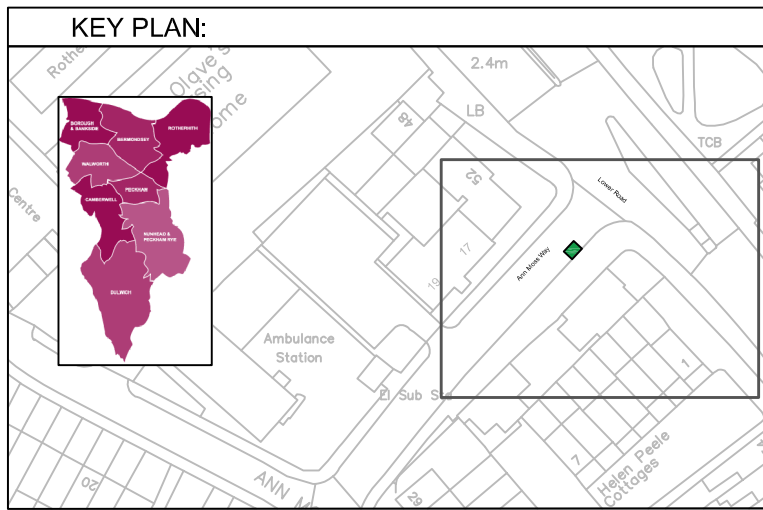 KEY PLAN:
Olave's
2.4m
48
LB
TCB
BOROUGH
& BANKSIDE
BERMONDSEY
ROTHERHITH
WALWORTH
PECKHAM
CAMBERWELL
NUNHEAD &
PECKHAM RYE
DULWICH
Centre
52
Lower Road
17
19
Ann Moss Way
Ambulance
Station
El Sub
1
7
Helen Peele
Cottages
20
ANN
29